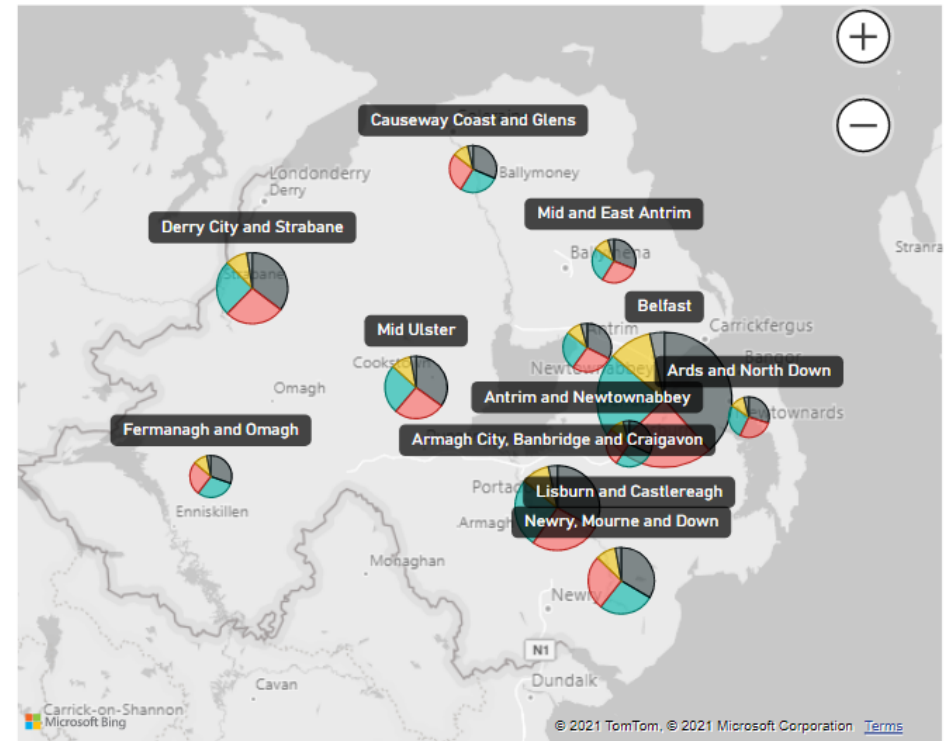 +
Causeway Coast and Glens
Londonderry
Derry
Ballymoney
Derry City and Strabane
Mid and East Antrim
Stranra
Strabane
Belfast
Mid Ulster
Antrim
Carrickfergus
Cookstown
Newtownabbey
Bangor
Ards and North Down
Omagh
Antrim and Newtownabbey
Newtownards
Fermanagh and Omagh
Armagh City, Banbridge and Craigavon
Lisburn and Castlereagh
Enniskillen
Armagh
Newry, Mourne and Down
Monaghan
Newry
N1
Dundalk
Cavan
Carrick-on-Shannon
Microsoft Bing
© 2021 TomTom, © 2021 Microsoft Corporation Terms